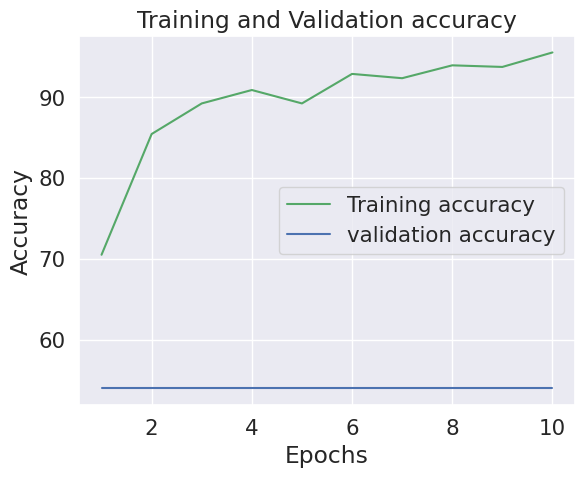 Training and Validation accuracy
Accuracy
90
80
70
60
Training accuracy
validation accuracy
2 4 6 8 10
Epochs